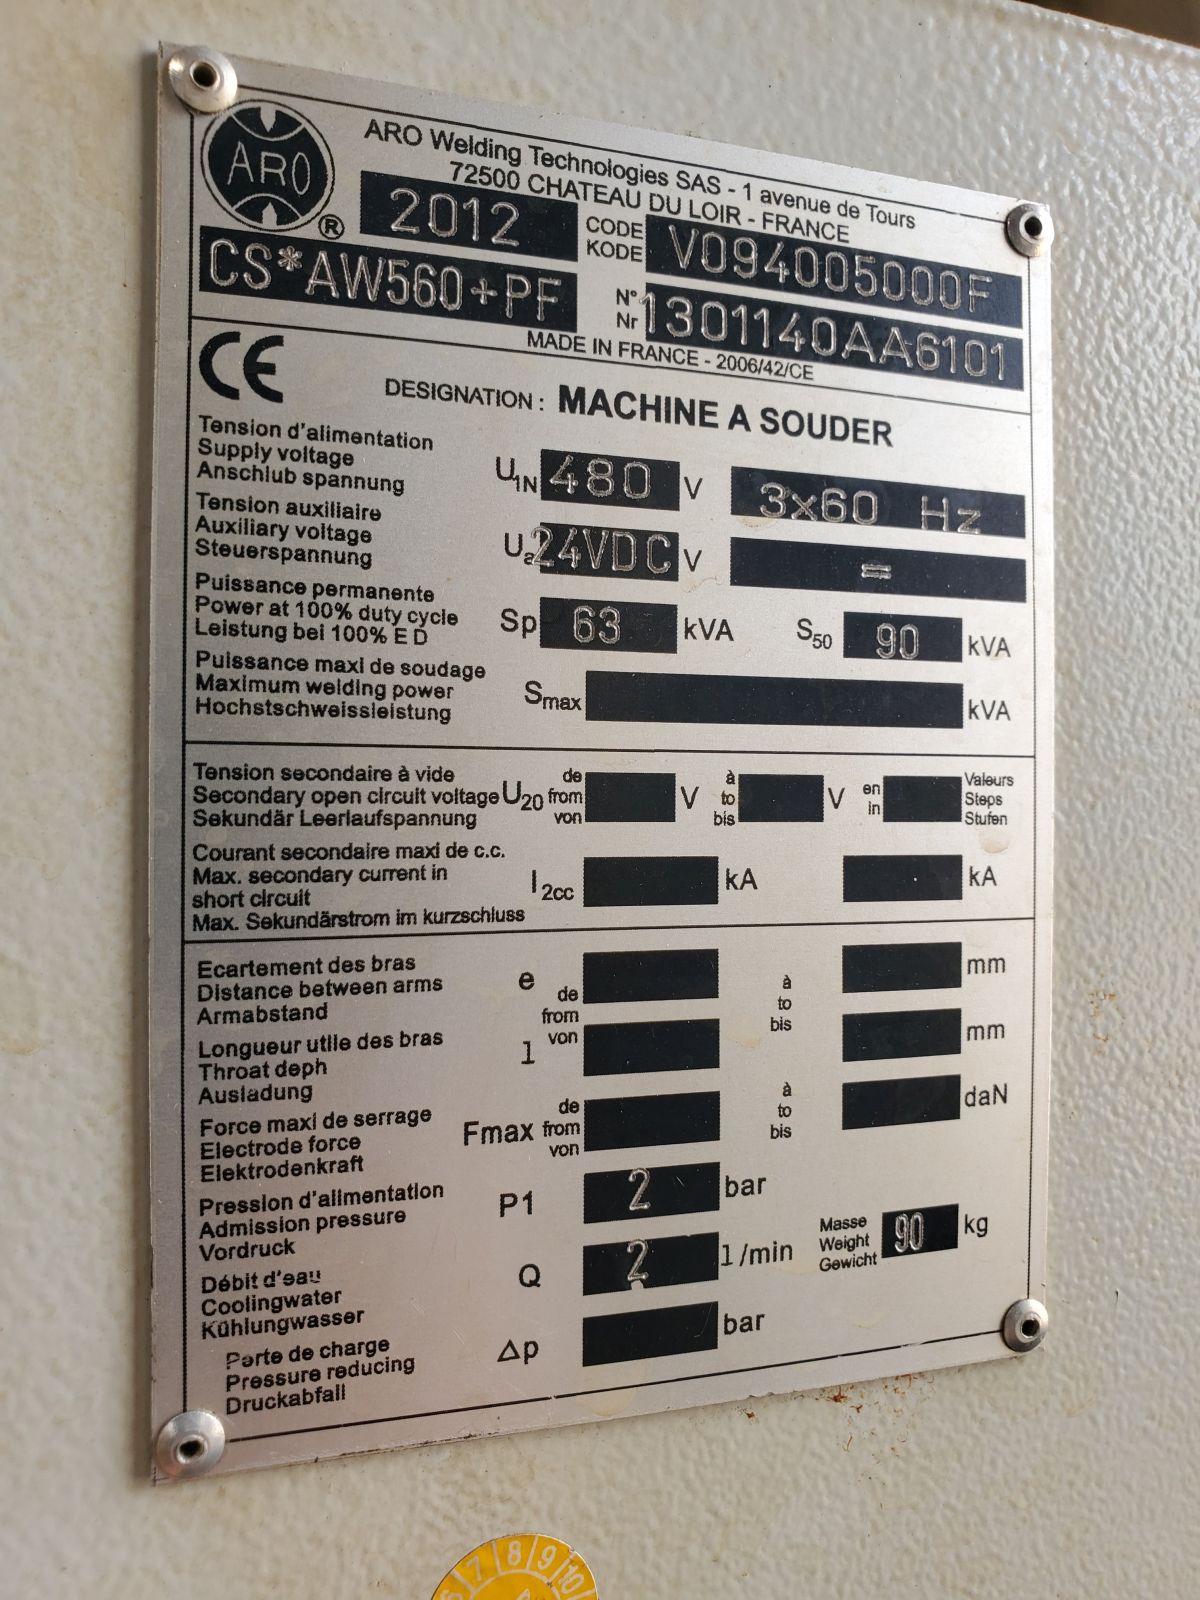 ARO
®
ARO Welding Technologies SAS - 1 avenue de Tours
72500 CHATEAU DU LOIR - FRANCE
2012
CODE
KODE
V094005000F
CS*AW560+PF
N°
Nr
1301140AA6101
MADE IN FRANCE - 2006/42/CE
CE
DESIGNATION : MACHINE A SOUDER
Tension d'alimentation
Supply voltage
Anschlub spannung
U1N 480 V 3x60 Hz
Tension auxiliaire
Auxiliary voltage
Steuerspannung
Ua 24VDC V =
Puissance permanente
Power at 100% duty cycle
Leistung bei 100% E D
Sp 63 kVA S50 90 kVA
Puissance maxi de soudage
Maximum welding power
Hochstschweissleistung
Smax kVA
Tension secondaire à vide
Secondary open circuit voltage
Sekundär Leerlaufspannung
U20
de
from
von
V
à
to
bis
V
en
in
Valeurs
Steps
Stufen
Courant secondaire maxi de c.c.
Max. secondary current in
short circuit
Max. Sekundärstrom im kurzschluss
I2cc kA kA
Ecartement des bras
Distance between arms
Armabstand
e
mm
de
from
von
à
to
bis
Longueur utile des bras
Throat deph
Ausladung
l
mm
Force maxi de serrage
Electrode force
Elektrodenkraft
Fmax
de
from
von
à
to
bis
daN
Pression d'alimentation
Admission pressure
Vordruck
P1 2 bar
Débit d'eau
Coolingwater
Kühlungwasser
Q 2 l/min
Masse
Weight
Gewicht
90 kg
Perte de charge
Pressure reducing
Druckabfall
Δp bar
6 7 8 9 10